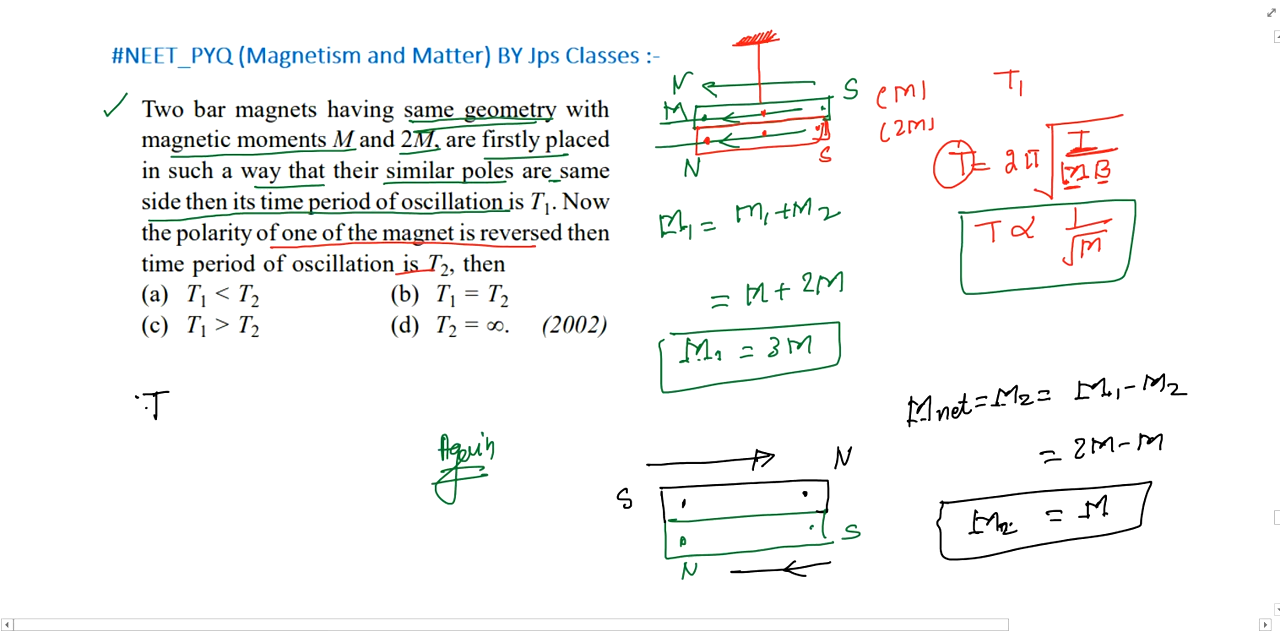 #NEET_PYQ (Magnetism and Matter) BY Jps Classes :-
Two bar magnets having same geometry with
magnetic moments M and 2M, are firstly placed
in such a way that their similar poles are same
side then its time period of oscillation is T₁. Now
the polarity of one of the magnet is reversed then
time period of oscillation is T₂, then
(a) T₁ < T₂ (b) T₁ = T₂
(c) T₁ > T₂ (d) T₂ = ∞. (2002)
∵T
Again
N S
M
N S
(M) T₁
(2M)
T = 2π √(I/MB)
T ∝ 1/√M
M₁ = M₁+M₂
= M + 2M
M₁ = 3M
Mnet = M₂ = M₁-M₂
= 2M-M
M₂ = M
N
S
S
N